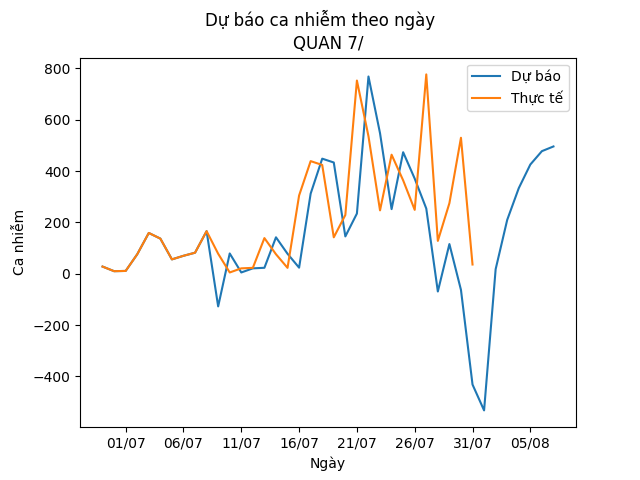 Dự báo ca nhiễm theo ngày
QUAN 7/
Dự báo
Thực tế
Ca nhiễm
800
600
400
200
0
−200
−400
01/07 06/07 11/07 16/07 21/07 26/07 31/07 05/08
Ngày